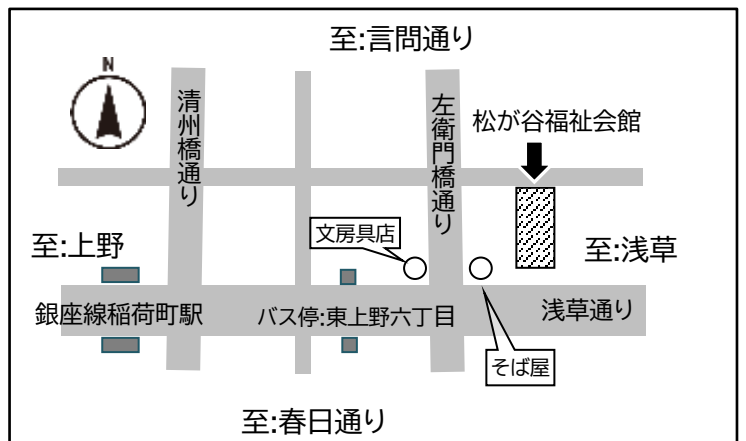 至:言問通り
N
清州橋通り
左衛門橋通り
松が谷福祉会館
文房具店
至:上野
至:浅草
銀座線稲荷町駅
バス停:東上野六丁目
浅草通り
そば屋
至:春日通り